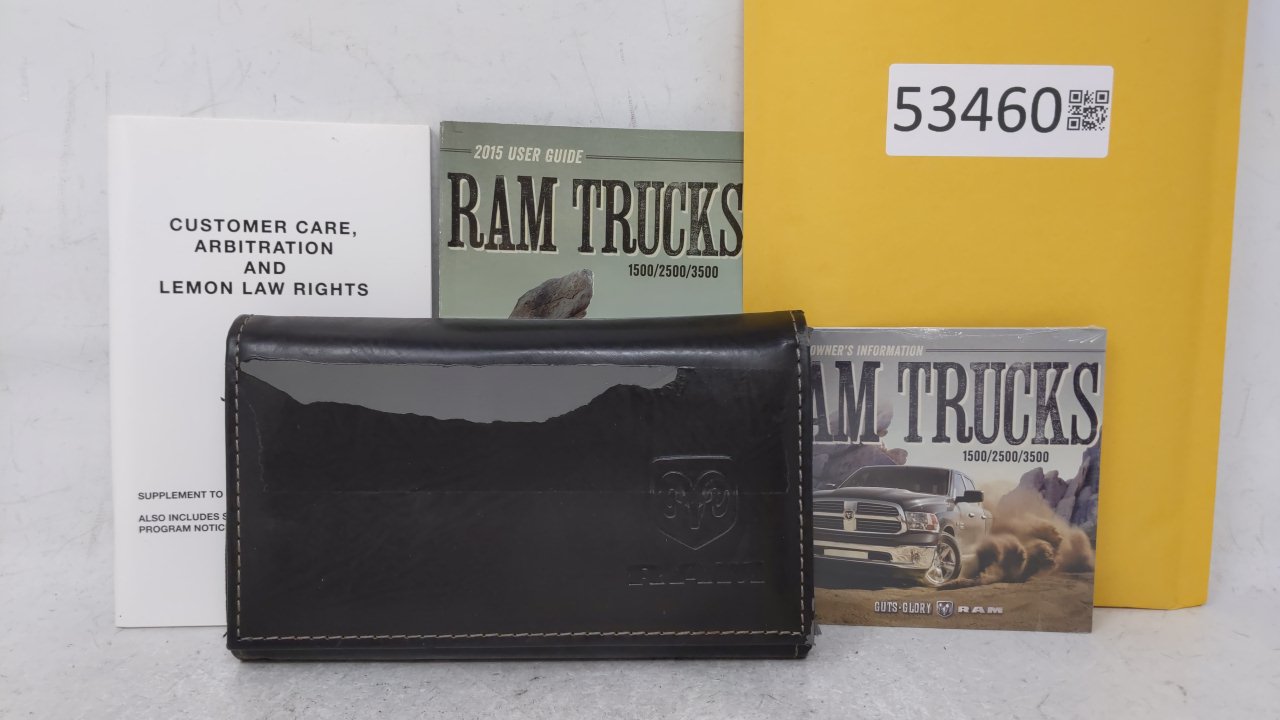 CUSTOMER CARE,
ARBITRATION
AND
LEMON LAW RIGHTS
SUPPLEMENT TO
ALSO INCLUDES
PROGRAM NOTIC
2015 USER GUIDE
RAM TRUCKS
1500/2500/3500
53460
OWNER'S INFORMATION
AM TRUCKS
1500/2500/3500
GUTS·GLORY RAM
RAM